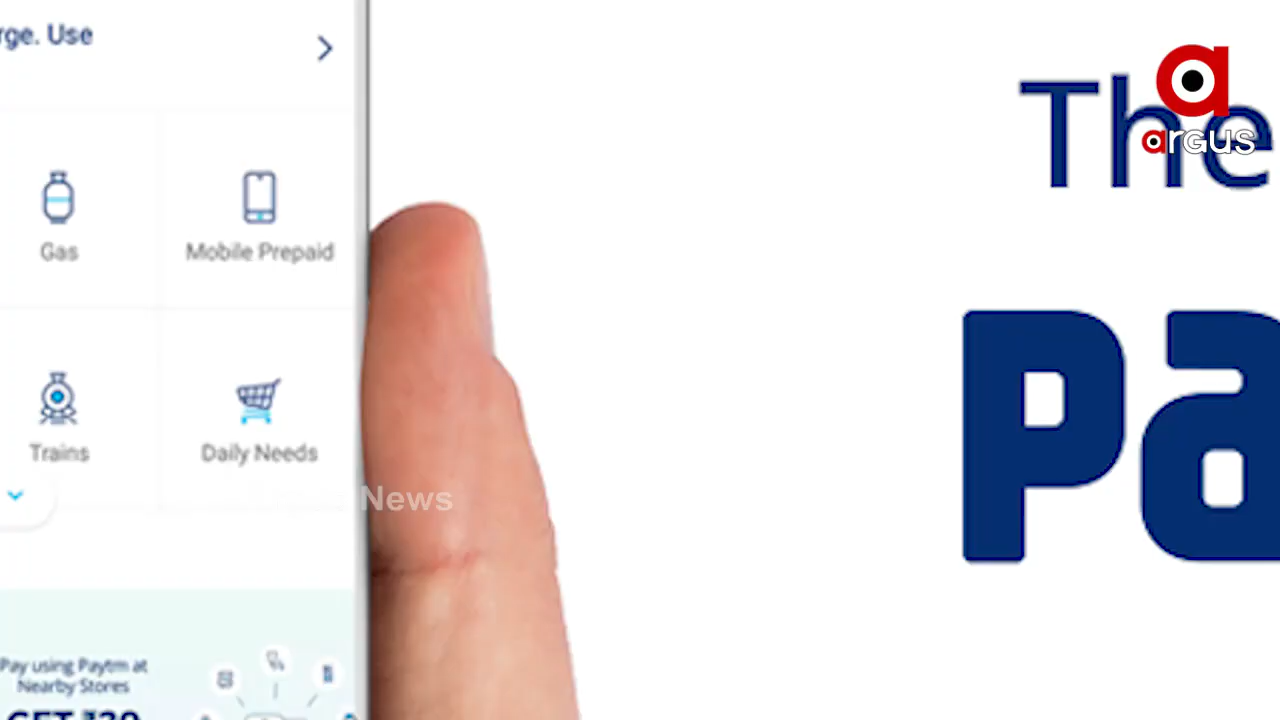 rge. Use
Gas
Mobile Prepaid
Trains
Daily Needs
News
Pay using Paytm at
Nearby Stores
The
argus
Pa